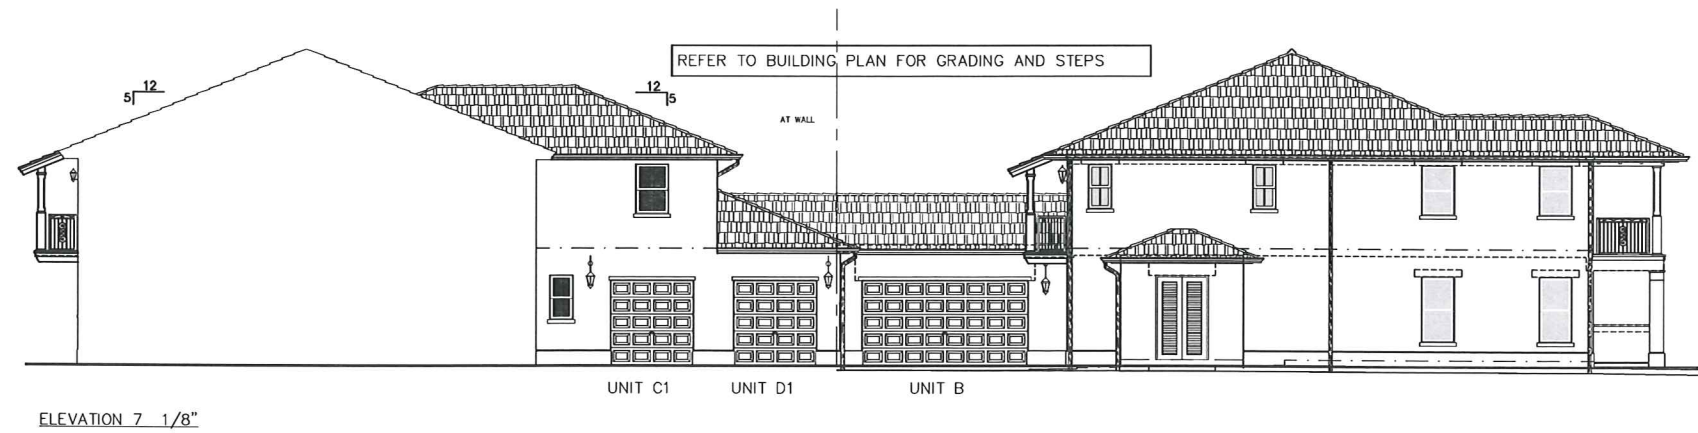 REFER TO BUILDING PLAN FOR GRADING AND STEPS
12
5
12
5
AT WALL
UNIT C1
UNIT D1
UNIT B
ELEVATION 7 1/8"